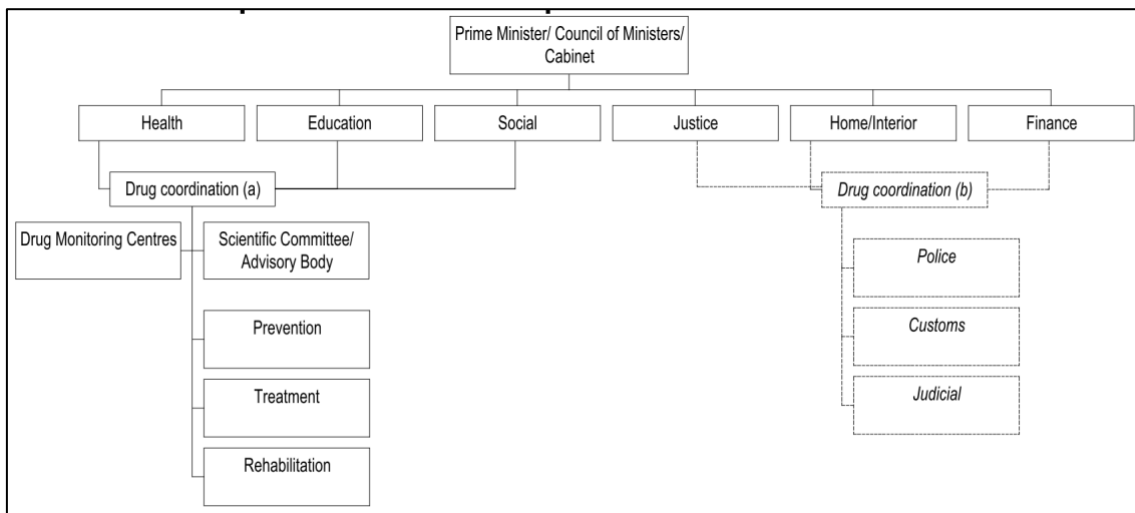 Prime Minister/ Council of Ministers/
Cabinet
Health
Education
Social
Justice
Home/Interior
Finance
Drug coordination (a)
Drug coordination (b)
Drug Monitoring Centres
Scientific Committee/
Advisory Body
Police
Prevention
Customs
Treatment
Judicial
Rehabilitation